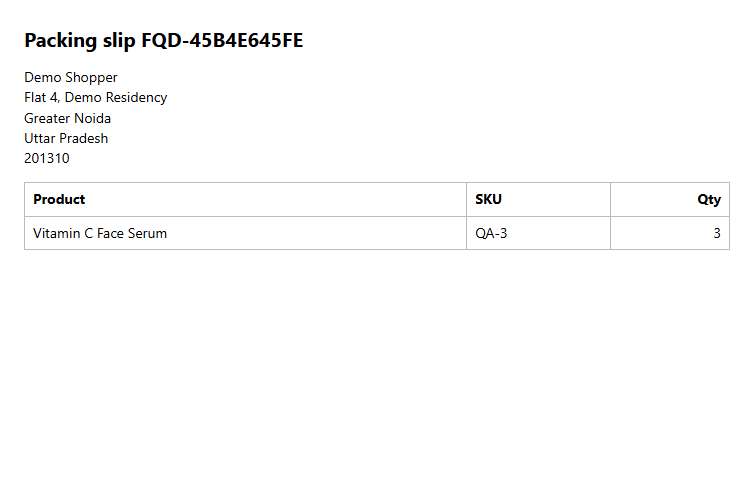 Packing slip FQD-45B4E645FE
Demo Shopper
Flat 4, Demo Residency
Greater Noida
Uttar Pradesh
201310
Product SKU Qty
Vitamin C Face Serum QA-3 3